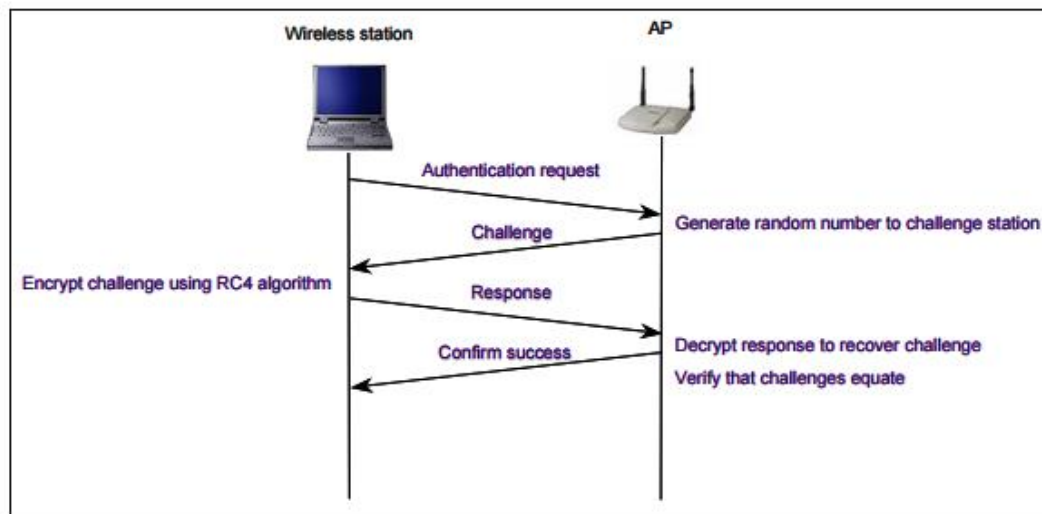 Wireless station
AP
Authentication request
Generate random number to challenge station
Challenge
Encrypt challenge using RC4 algorithm
Response
Decrypt response to recover challenge
Confirm success
Verify that challenges equate